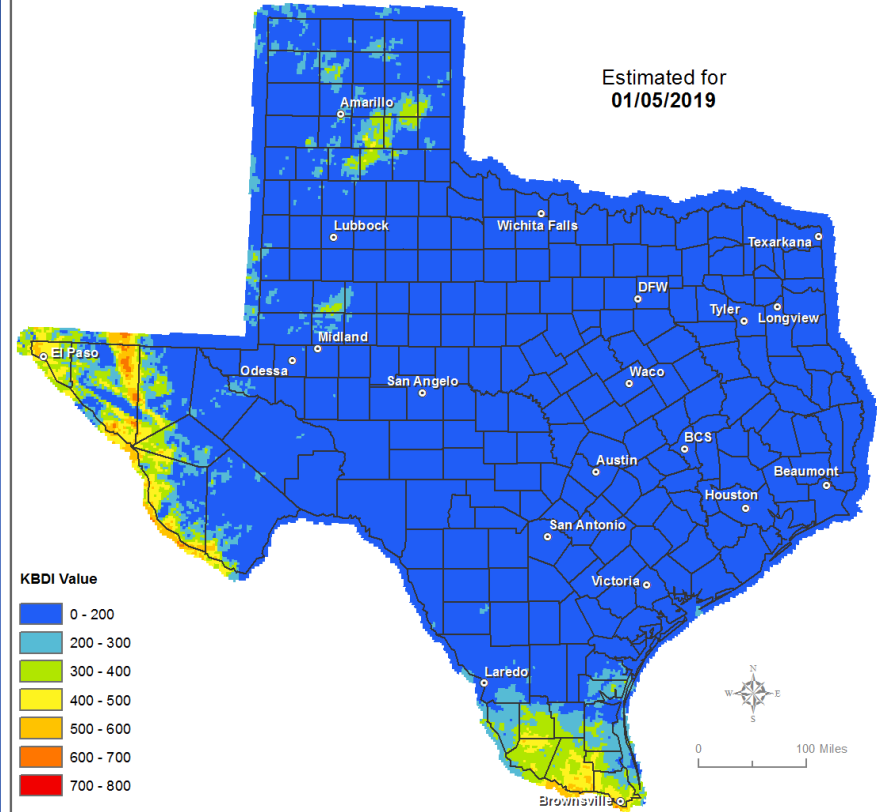 Estimated for
01/05/2019
Amarillo
Lubbock
Wichita Falls
Texarkana
DFW
Tyler
Longview
Midland
El Paso
Odessa
San Angelo
Waco
BCS
Austin
Beaumont
Houston
San Antonio
Victoria
Laredo
Brownsville
KBDI Value
0 - 200
200 - 300
300 - 400
400 - 500
500 - 600
600 - 700
700 - 800
N
W E
S
0 100 Miles